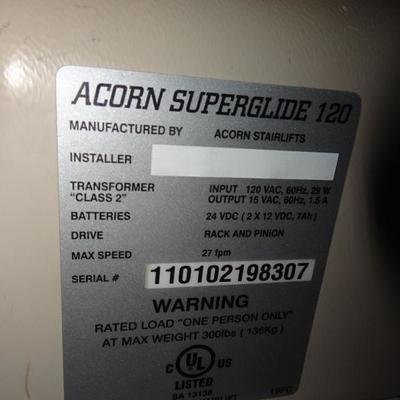 ACORN SUPERGLIDE 120
MANUFACTURED BY ACORN STAIRLIFTS
INSTALLER
TRANSFORMER INPUT 120 VAC, 60Hz, 29 W
"CLASS 2" OUTPUT 15 VAC, 60Hz, 1.5 A
BATTERIES 24 VDC ( 2 X 12 VDC, 7Ah )
DRIVE RACK AND PINION
MAX SPEED 27 fpm
SERIAL # 110102198307
WARNING
RATED LOAD "ONE PERSON ONLY"
AT MAX WEIGHT 300lbs ( 136Kg )
C UL US
LISTED
SA 13138